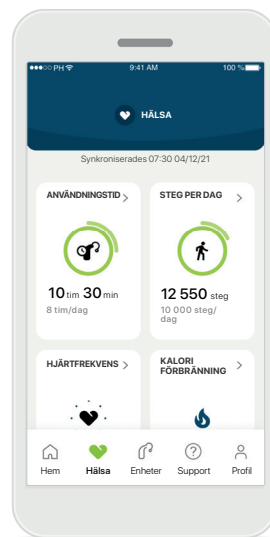 ●●●○○ PH 9:41 AM 100 %
HÄLSA
Synkroniserades 07:30 04/12/21
ANVÄNDNINGSTID >
STEG PER DAG >
10 tim 30 min
8 tim/dag
12 550 steg
10 000 steg/
dag
HJÄRTFREKVENS >
KALORI
FÖRBRÄNNING >
Hem Hälsa Enheter Support Profil